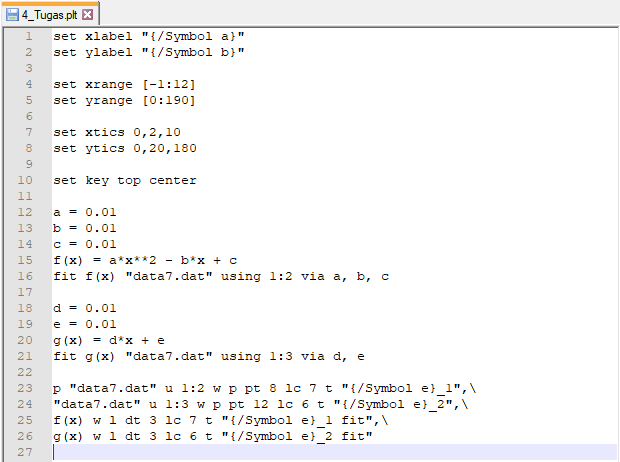 4_Tugas.plt
1 set xlabel "{/Symbol a}"
2 set ylabel "{/Symbol b}"
3
4 set xrange [-1:12]
5 set yrange [0:190]
6
7 set xtics 0,2,10
8 set ytics 0,20,180
9
10 set key top center
11
12 a = 0.01
13 b = 0.01
14 c = 0.01
15 f(x) = a*x**2 - b*x + c
16 fit f(x) "data7.dat" using 1:2 via a, b, c
17
18 d = 0.01
19 e = 0.01
20 g(x) = d*x + e
21 fit g(x) "data7.dat" using 1:3 via d, e
22
23 p "data7.dat" u 1:2 w p pt 8 lc 7 t "{/Symbol e}_1",\
24 "data7.dat" u 1:3 w p pt 12 lc 6 t "{/Symbol e}_2",\
25 f(x) w l dt 3 lc 7 t "{/Symbol e}_1 fit",\
26 g(x) w l dt 3 lc 6 t "{/Symbol e}_2 fit"
27